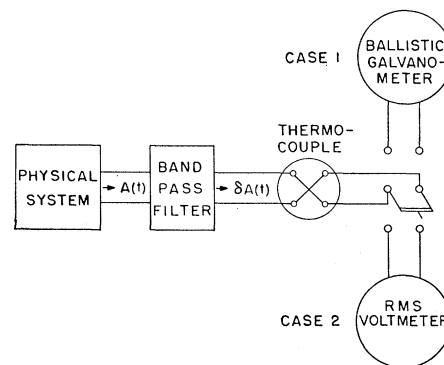 CASE 1
BALLISTIC
GALVANO-
METER
THERMO-
COUPLE
PHYSICAL
SYSTEM
A(t)
BAND
PASS
FILTER
δA(t)
CASE 2
RMS
VOLTMETER